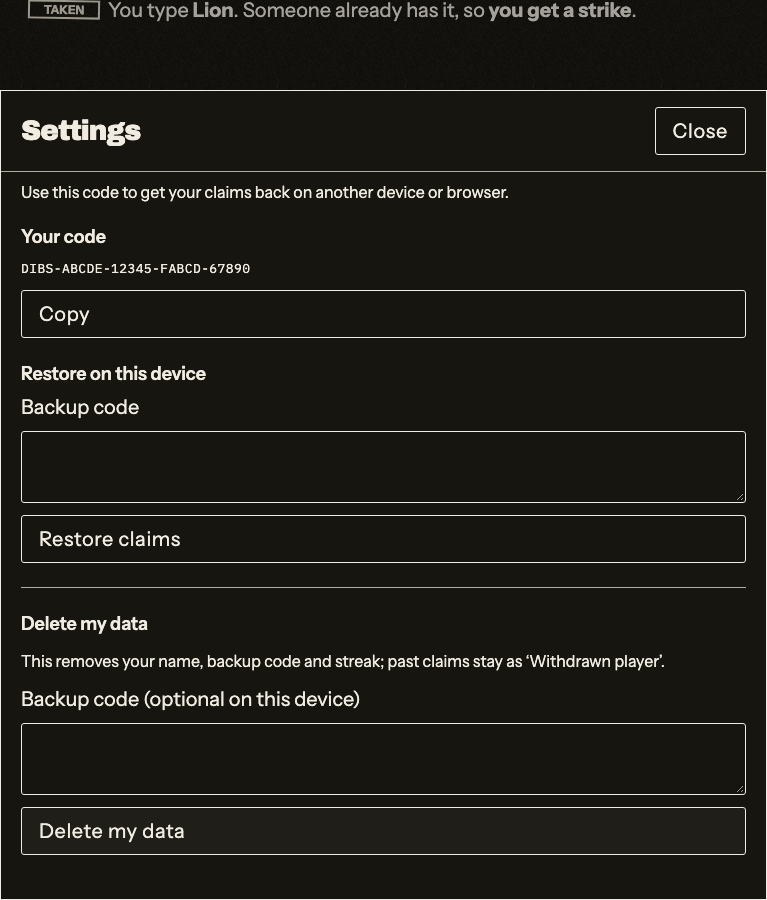 TAKEN You type Lion. Someone already has it, so you get a strike.
Settings
Close
Use this code to get your claims back on another device or browser.
Your code
DIBS-ABCDE-12345-FABCD-67890
Copy
Restore on this device
Backup code
Restore claims
Delete my data
This removes your name, backup code and streak; past claims stay as ‘Withdrawn player’.
Backup code (optional on this device)
Delete my data